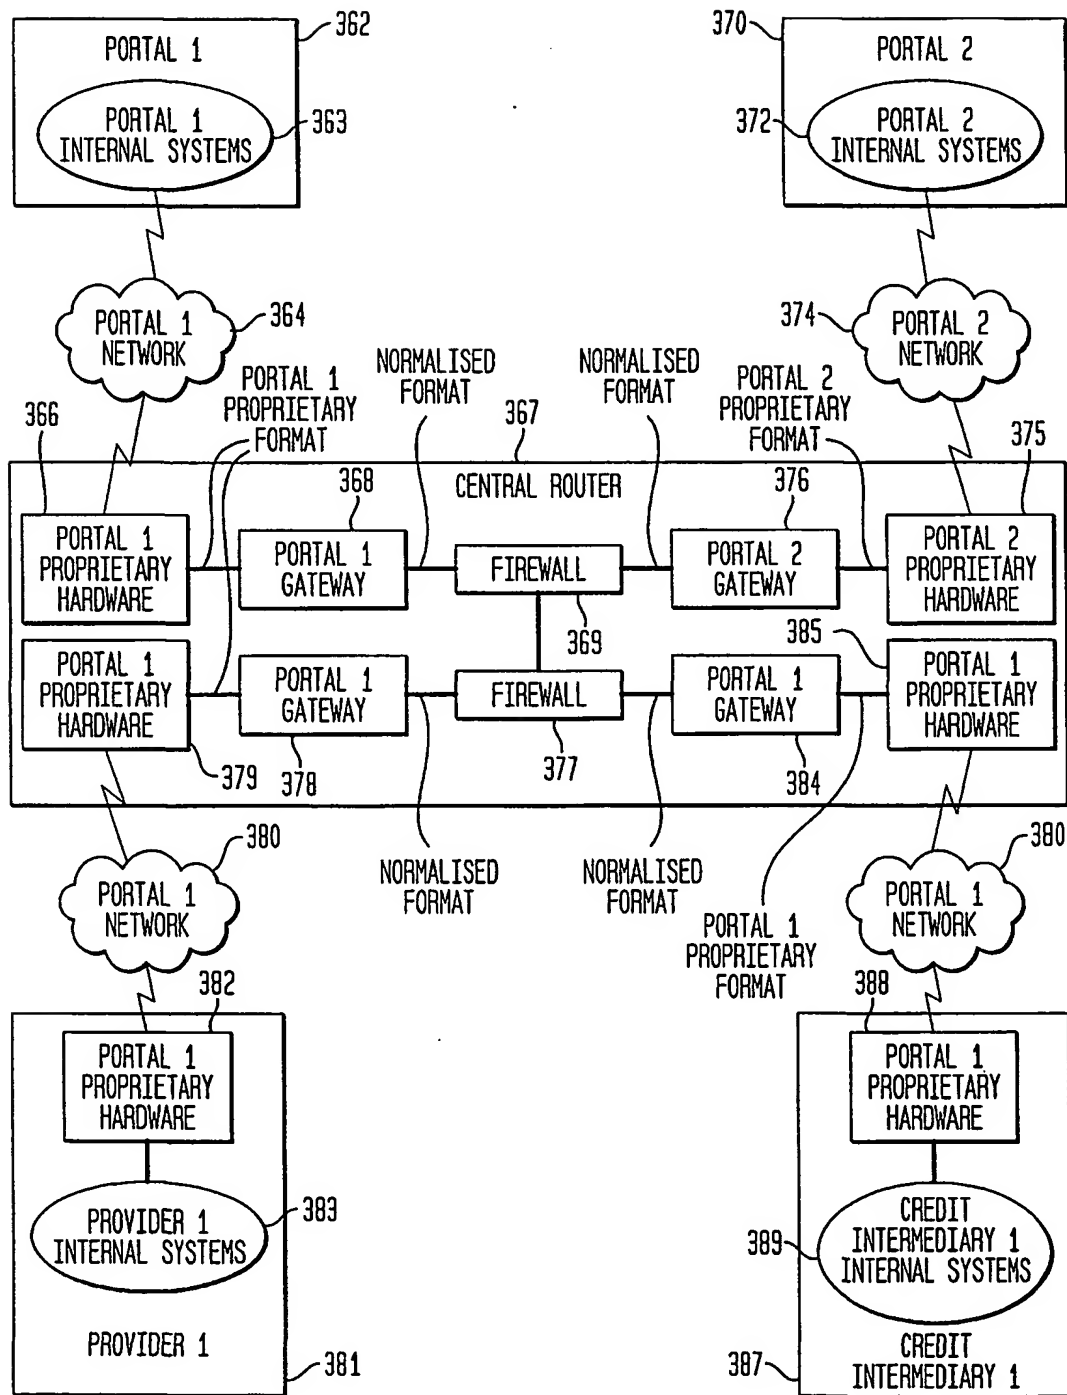 362
PORTAL 1
PORTAL 1
INTERNAL SYSTEMS
363
370
PORTAL 2
372
PORTAL 2
INTERNAL SYSTEMS
PORTAL 1
NETWORK
364
374
PORTAL 2
NETWORK
366
PORTAL 1
PROPRIETARY
FORMAT
NORMALISED
FORMAT
367
NORMALISED
FORMAT
PORTAL 2
PROPRIETARY
FORMAT
375
CENTRAL ROUTER
368
376
PORTAL 1
PROPRIETARY
HARDWARE
PORTAL 1
GATEWAY
FIREWALL
369
PORTAL 2
GATEWAY
PORTAL 2
PROPRIETARY
HARDWARE
385
PORTAL 1
PROPRIETARY
HARDWARE
379
PORTAL 1
GATEWAY
378
FIREWALL
377
PORTAL 1
GATEWAY
384
PORTAL 1
PROPRIETARY
HARDWARE
380
PORTAL 1
NETWORK
NORMALISED
FORMAT
NORMALISED
FORMAT
PORTAL 1
PROPRIETARY
FORMAT
380
PORTAL 1
NETWORK
382
PORTAL 1
PROPRIETARY
HARDWARE
PROVIDER 1
INTERNAL SYSTEMS
383
PROVIDER 1
381
388
PORTAL 1
PROPRIETARY
HARDWARE
389
CREDIT
INTERMEDIARY 1
INTERNAL SYSTEMS
387
CREDIT
INTERMEDIARY 1